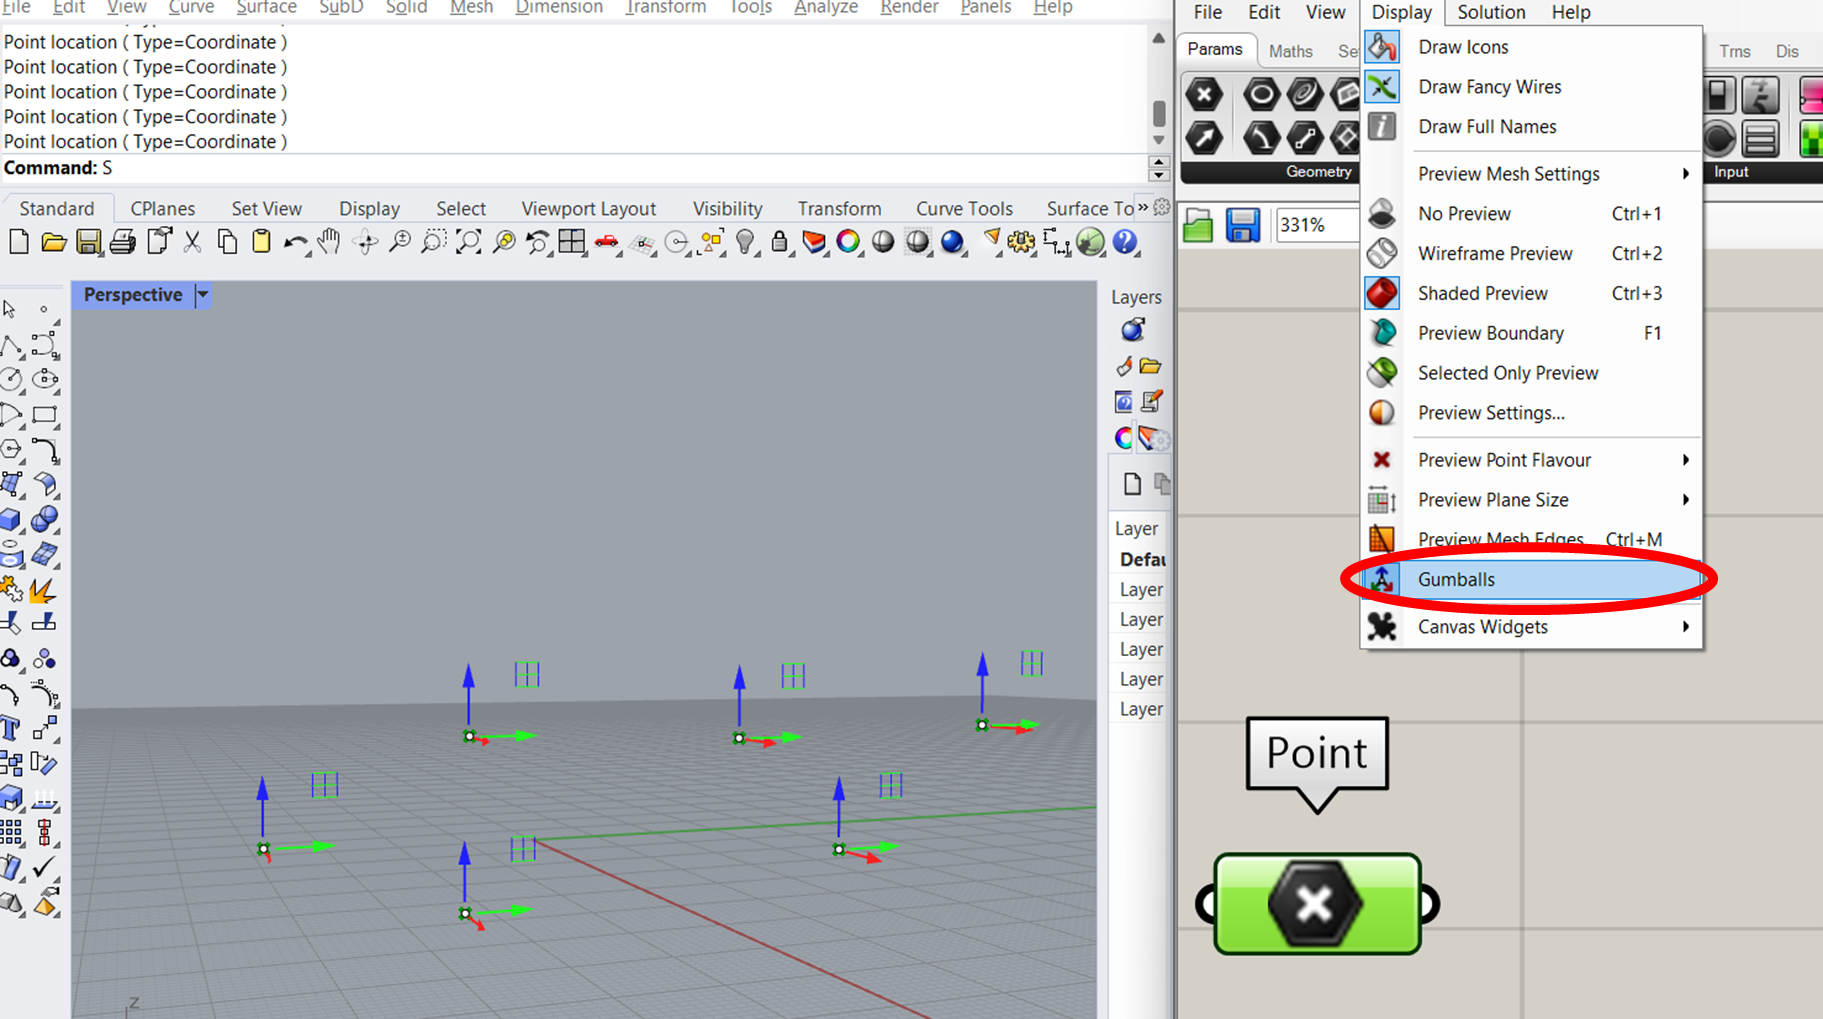 File Edit View Curve Surface SubD Solid Mesh Dimension Transform Tools Analyze Render Panels Help
Point location ( Type=Coordinate )
Point location ( Type=Coordinate )
Point location ( Type=Coordinate )
Point location ( Type=Coordinate )
Point location ( Type=Coordinate )
Command: S
Standard CPlanes Set View Display Select Viewport Layout Visibility Transform Curve Tools Surface To »
Perspective
z
Layers
Layer
Defau
Layer
Layer
Layer
Layer
Layer
File Edit View Display Solution Help
Params Maths Se Trns Dis
Geometry Input
331%
Draw Icons
Draw Fancy Wires
Draw Full Names
Preview Mesh Settings
No Preview Ctrl+1
Wireframe Preview Ctrl+2
Shaded Preview Ctrl+3
Preview Boundary F1
Selected Only Preview
Preview Settings...
Preview Point Flavour
Preview Plane Size
Preview Mesh Edges Ctrl+M
Gumballs
Canvas Widgets
Point